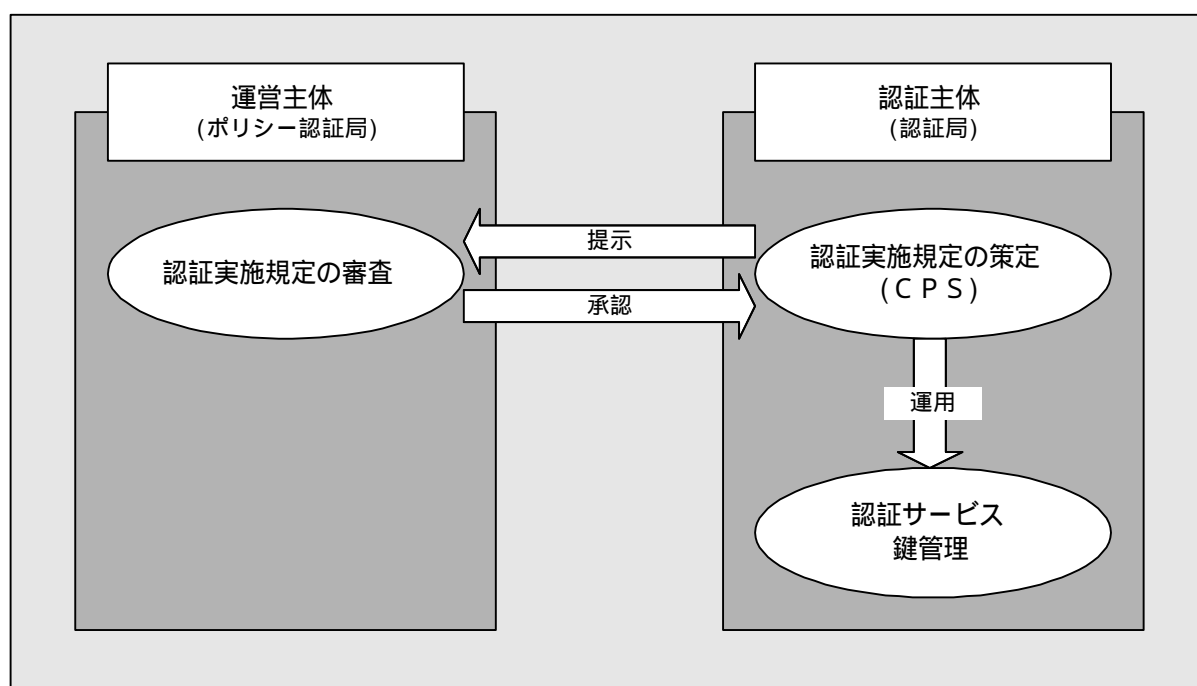 運営主体
(ポリシー認証局)
認証主体
(認証局)
認証実施規定の審査
提示
承認
認証実施規定の策定
(ＣＰＳ)
運用
認証サービス
鍵管理